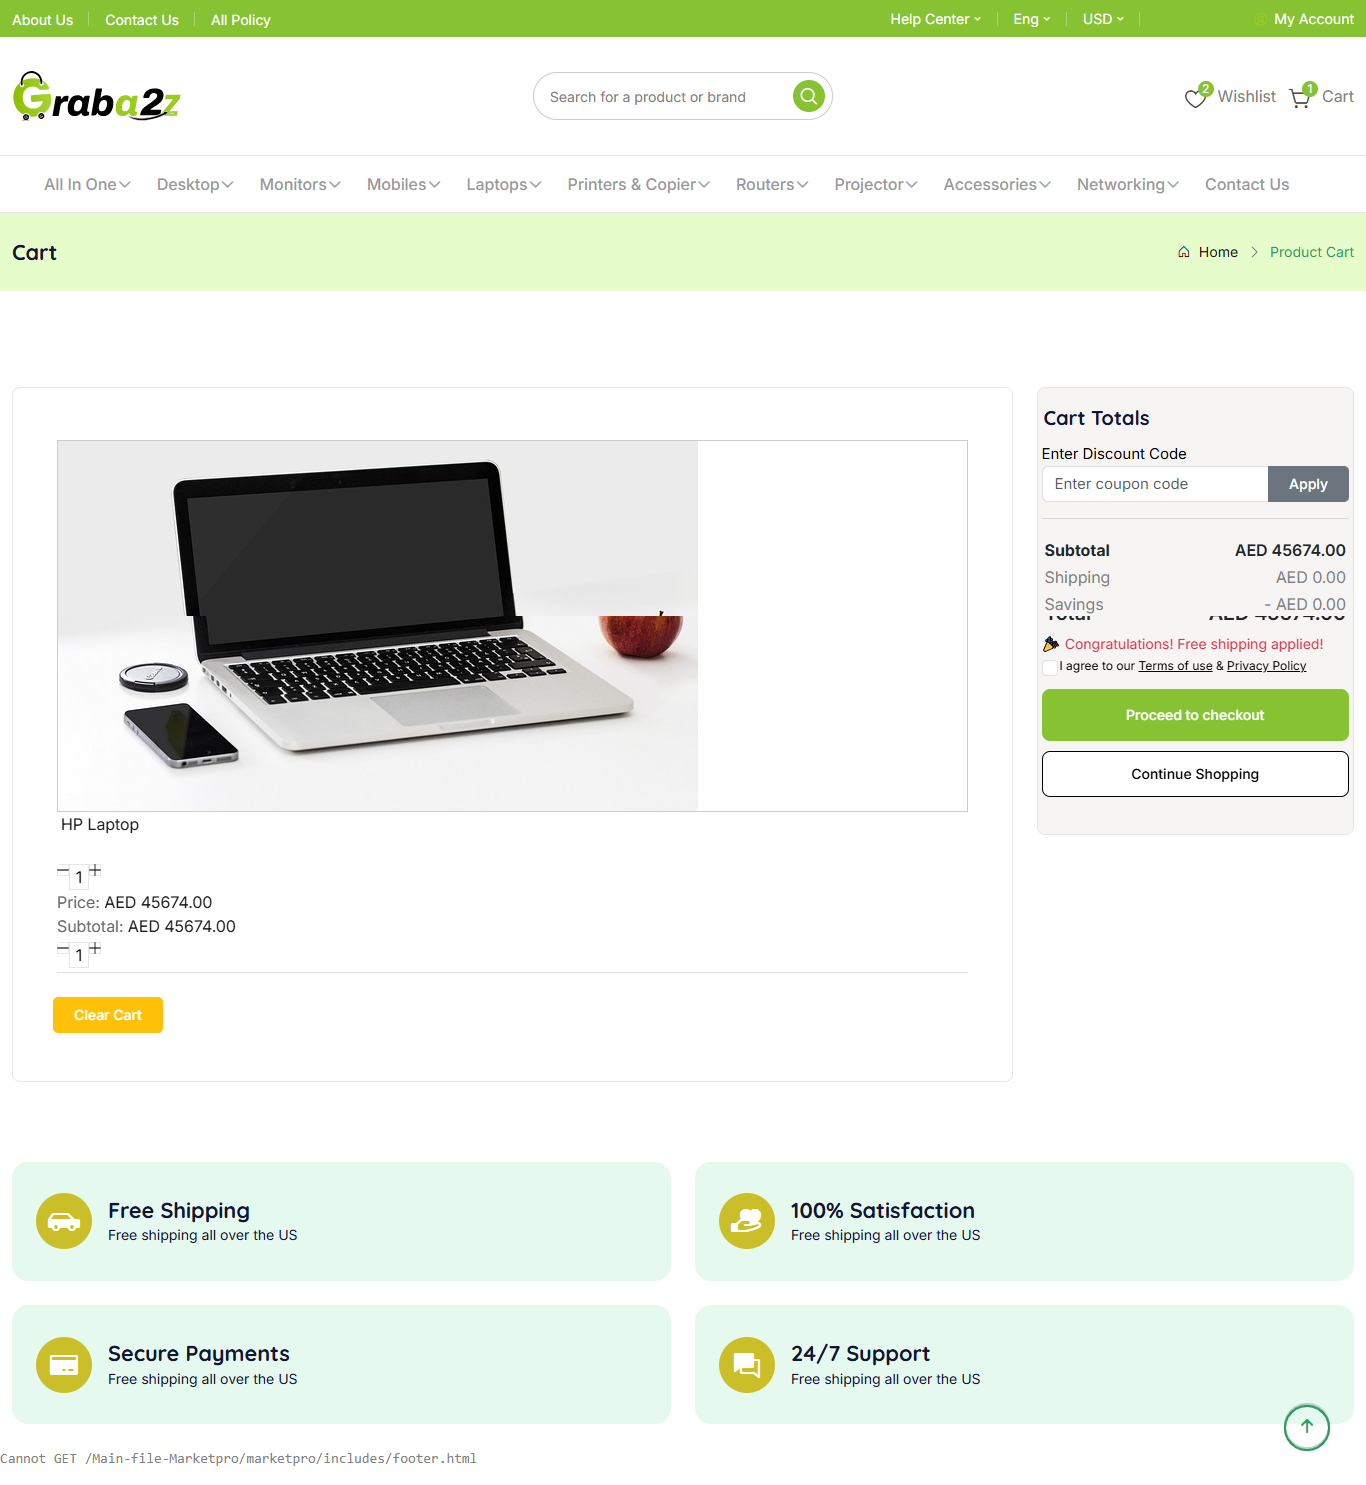 About Us
Contact Us
All Policy
Help Center
Eng
USD
My Account
Graba2z
Search for a product or brand
2
Wishlist
1
Cart
All In One
Desktop
Monitors
Mobiles
Laptops
Printers & Copier
Routers
Projector
Accessories
Networking
Contact Us
Cart
Home
Product Cart
HP Laptop
1
Price: AED 45674.00
Subtotal: AED 45674.00
1
Clear Cart
Cart Totals
Enter Discount Code
Enter coupon code
Apply
Subtotal AED 45674.00
Shipping AED 0.00
Savings - AED 0.00
Total AED 45674.00
Congratulations! Free shipping applied!
I agree to our Terms of use & Privacy Policy
Proceed to checkout
Continue Shopping
Free Shipping
Free shipping all over the US
100% Satisfaction
Free shipping all over the US
Secure Payments
Free shipping all over the US
24/7 Support
Free shipping all over the US
Cannot GET /Main-file-Marketpro/marketpro/includes/footer.html